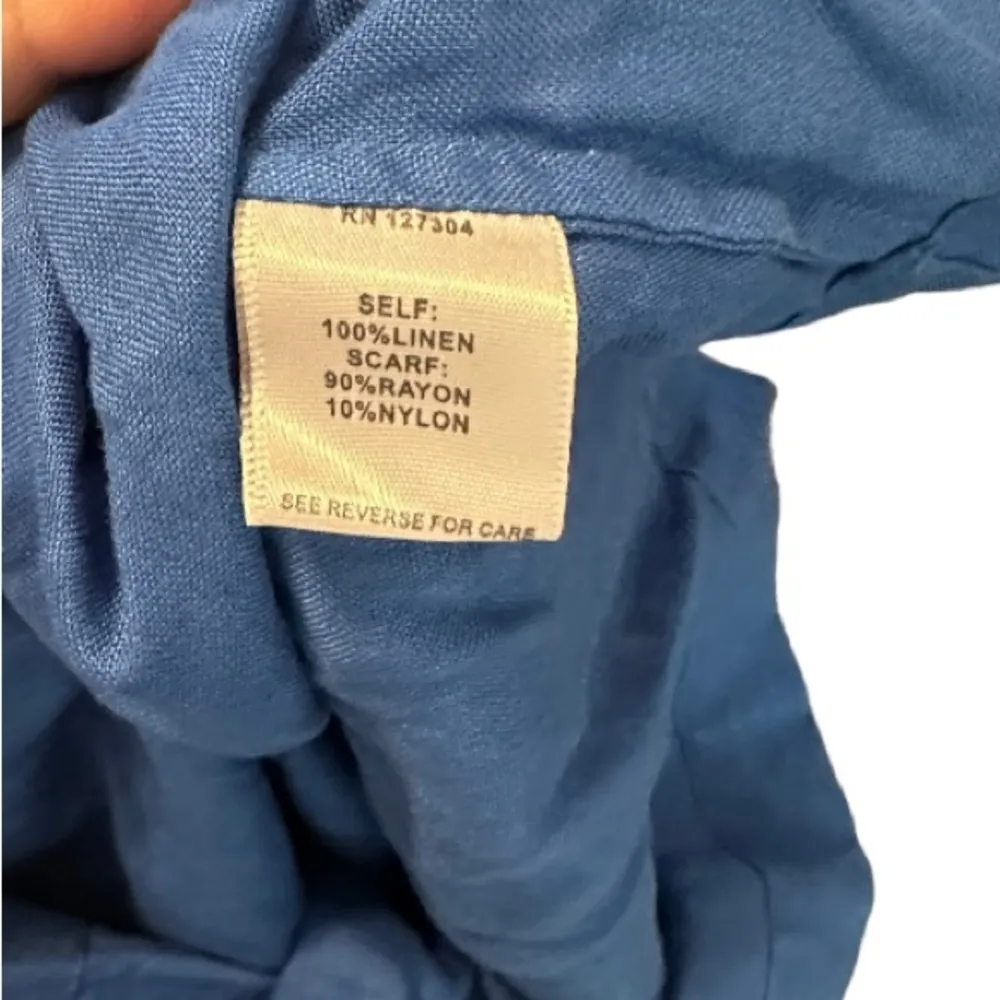 RN 127304
SELF:
100%LINEN
SCARF:
90%RAYON
10%NYLON
SEE REVERSE FOR CARE